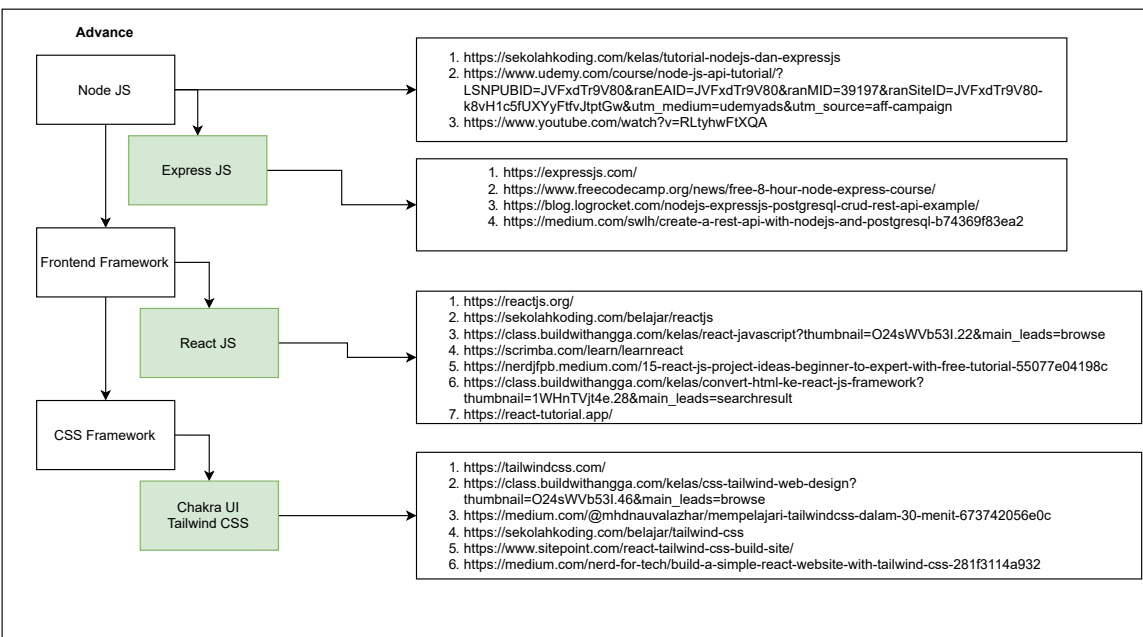 Advance
Node JS
1. https://sekolahkoding.com/kelas/tutorial-nodejs-dan-expressjs
2. https://www.udemy.com/course/node-js-api-tutorial/?
LSNPUBID=JVFxdTr9V80&ranEAID=JVFxdTr9V80&ranMID=39197&ranSiteID=JVFxdTr9V80-
k8vH1c5fUXYyFtfvJtptGw&utm_medium=udemyads&utm_source=aff-campaign
3. https://www.youtube.com/watch?v=RLtyhwFtXQA
Express JS
1. https://expressjs.com/
2. https://www.freecodecamp.org/news/free-8-hour-node-express-course/
3. https://blog.logrocket.com/nodejs-expressjs-postgresql-crud-rest-api-example/
4. https://medium.com/swlh/create-a-rest-api-with-nodejs-and-postgresql-b74369f83ea2
Frontend Framework
React JS
1. https://reactjs.org/
2. https://sekolahkoding.com/belajar/reactjs
3. https://class.buildwithangga.com/kelas/react-javascript?thumbnail=O24sWVb53I.22&main_leads=browse
4. https://scrimba.com/learn/learnreact
5. https://nerdjfpb.medium.com/15-react-js-project-ideas-beginner-to-expert-with-free-tutorial-55077e04198c
6. https://class.buildwithangga.com/kelas/convert-html-ke-react-js-framework?
thumbnail=1WHnTVjt4e.28&main_leads=searchresult
7. https://react-tutorial.app/
CSS Framework
Chakra UI
Tailwind CSS
1. https://tailwindcss.com/
2. https://class.buildwithangga.com/kelas/css-tailwind-web-design?
thumbnail=O24sWVb53I.46&main_leads=browse
3. https://medium.com/@mhdnauvalazhar/mempelajari-tailwindcss-dalam-30-menit-673742056e0c
4. https://sekolahkoding.com/belajar/tailwind-css
5. https://www.sitepoint.com/react-tailwind-css-build-site/
6. https://medium.com/nerd-for-tech/build-a-simple-react-website-with-tailwind-css-281f3114a932